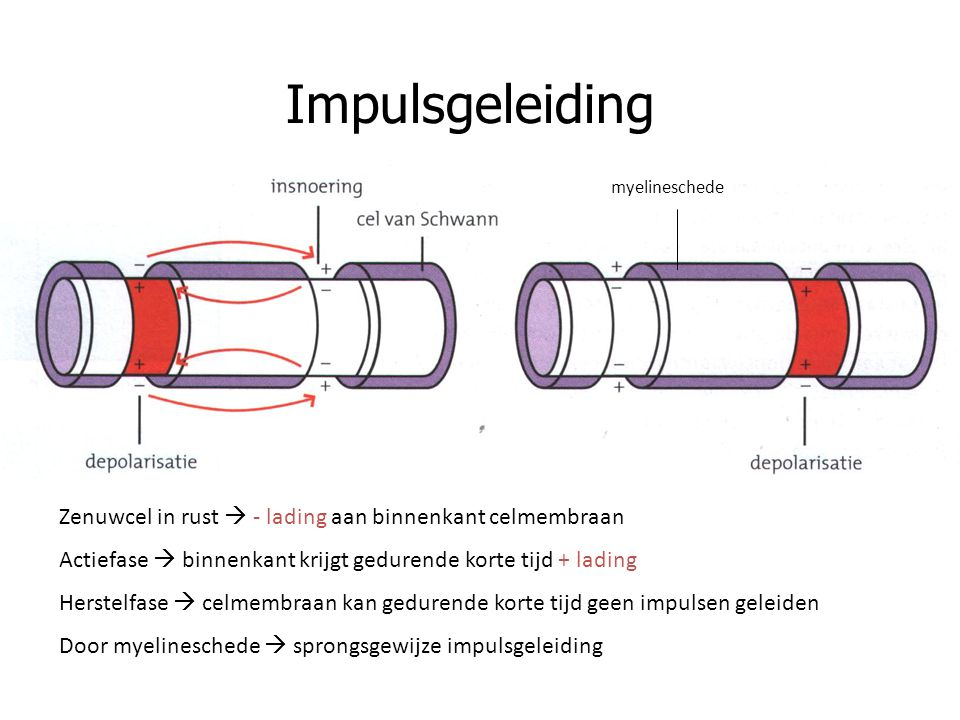 Impulsgeleiding
insnoering
myelineschede
cel van Schwann
− + + −
− − − +
+ − − +
− + + −
depolarisatie
depolarisatie
Zenuwcel in rust → - lading aan binnenkant celmembraan
Actiefase → binnenkant krijgt gedurende korte tijd + lading
Herstelfase → celmembraan kan gedurende korte tijd geen impulsen geleiden
Door myelineschede → sprongsgewijze impulsgeleiding